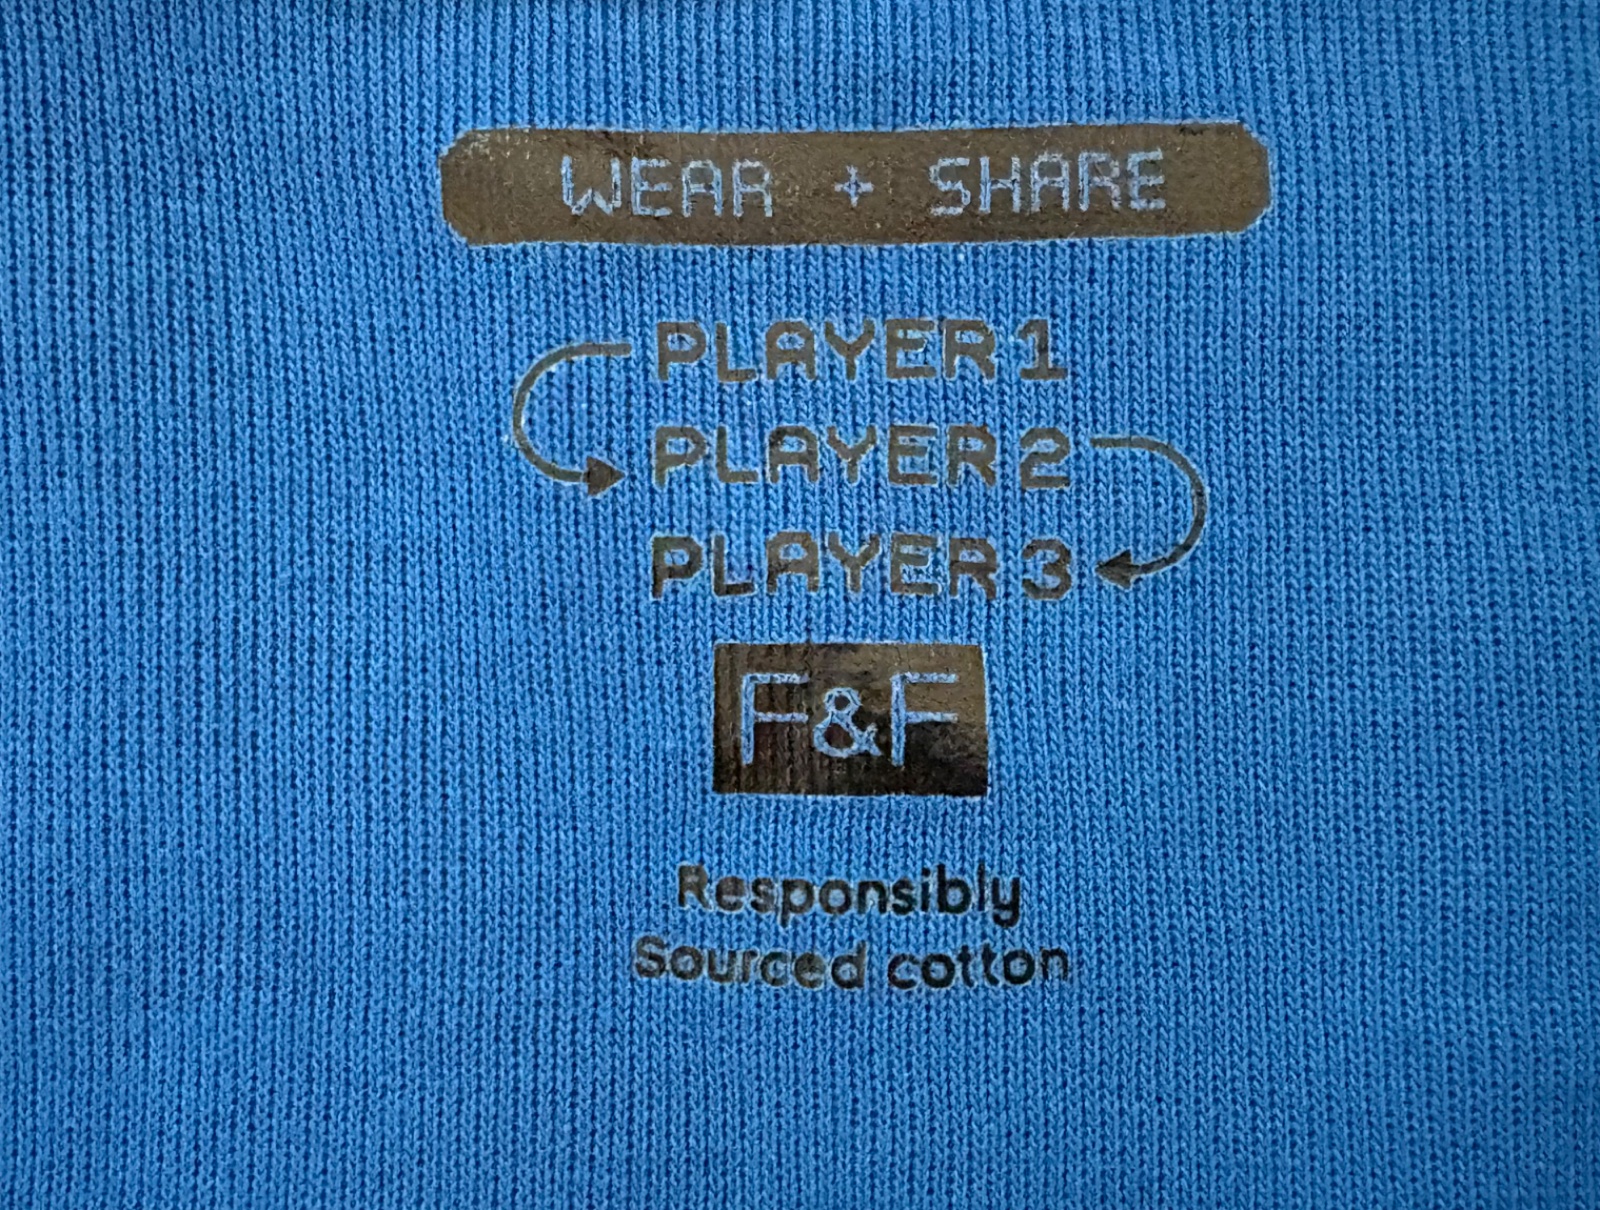 WEAR + SHARE
PLAYER 1
PLAYER 2
PLAYER 3
F&F
Responsibly
Sourced cotton